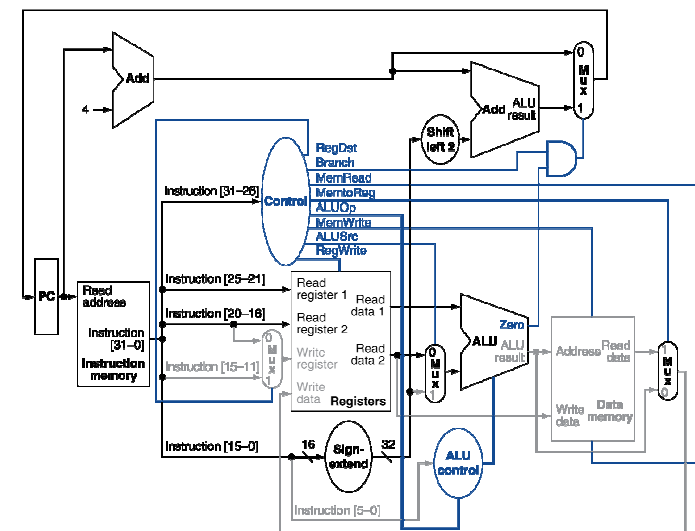 Add
4
0
M
u
x
1
Add ALU
result
Shift
left 2
RegDst
Branch
MemRead
MemtoReg
ALUOp
MemWrite
ALUSrc
RegWrite
Control
Instruction [31–26]
Instruction [25–21]
Instruction [20–16]
Instruction [15–11]
Instruction [15–0]
Instruction [5–0]
PC
Read
address
Instruction
[31–0]
Instruction
memory
0
M
u
x
1
Read
register 1
Read
register 2
Write
register
Write
data
Read
data 1
Read
data 2
Registers
0
M
u
x
1
Zero
ALU
ALU
result
Address
Read
data
Write
data
Data
memory
1
M
u
x
0
16
Sign-
extend
32
ALU
control